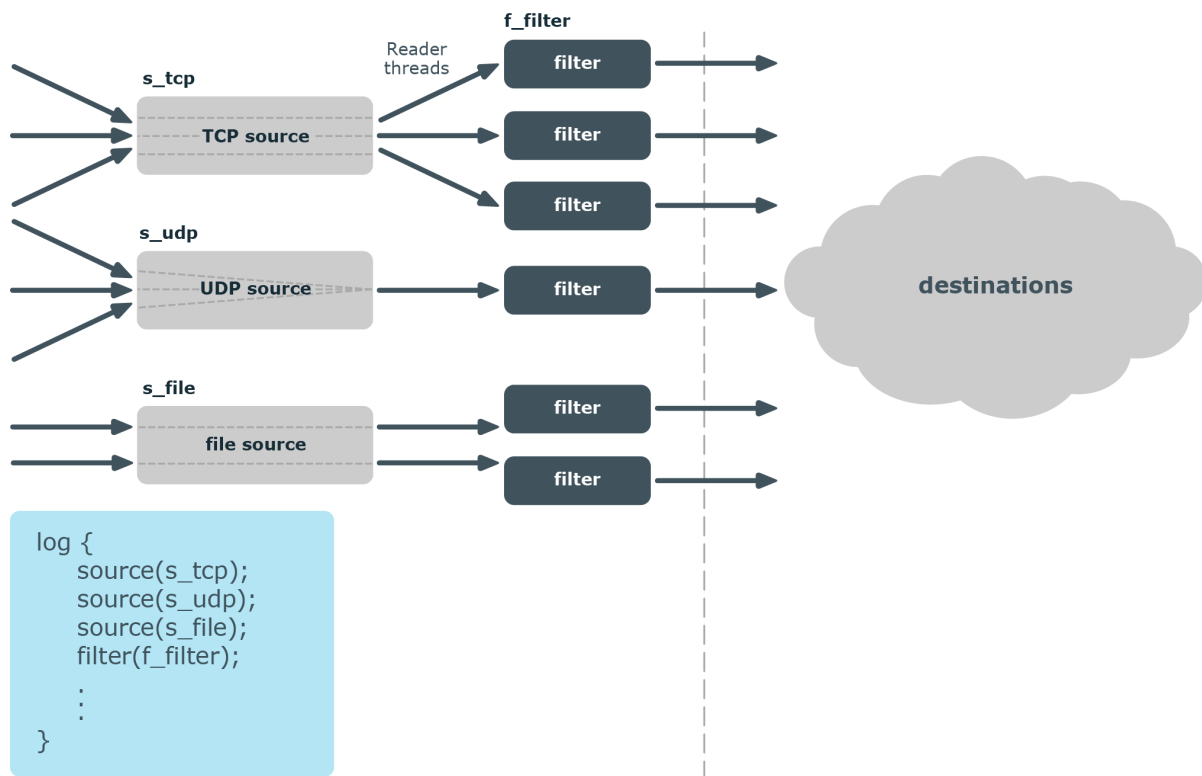 f_filter
Reader
threads
filter
s_tcp
TCP source
filter
filter
s_udp
UDP source
filter
destinations
s_file
file source
filter
filter
log {
source(s_tcp);
source(s_udp);
source(s_file);
filter(f_filter);
.
.
.
}